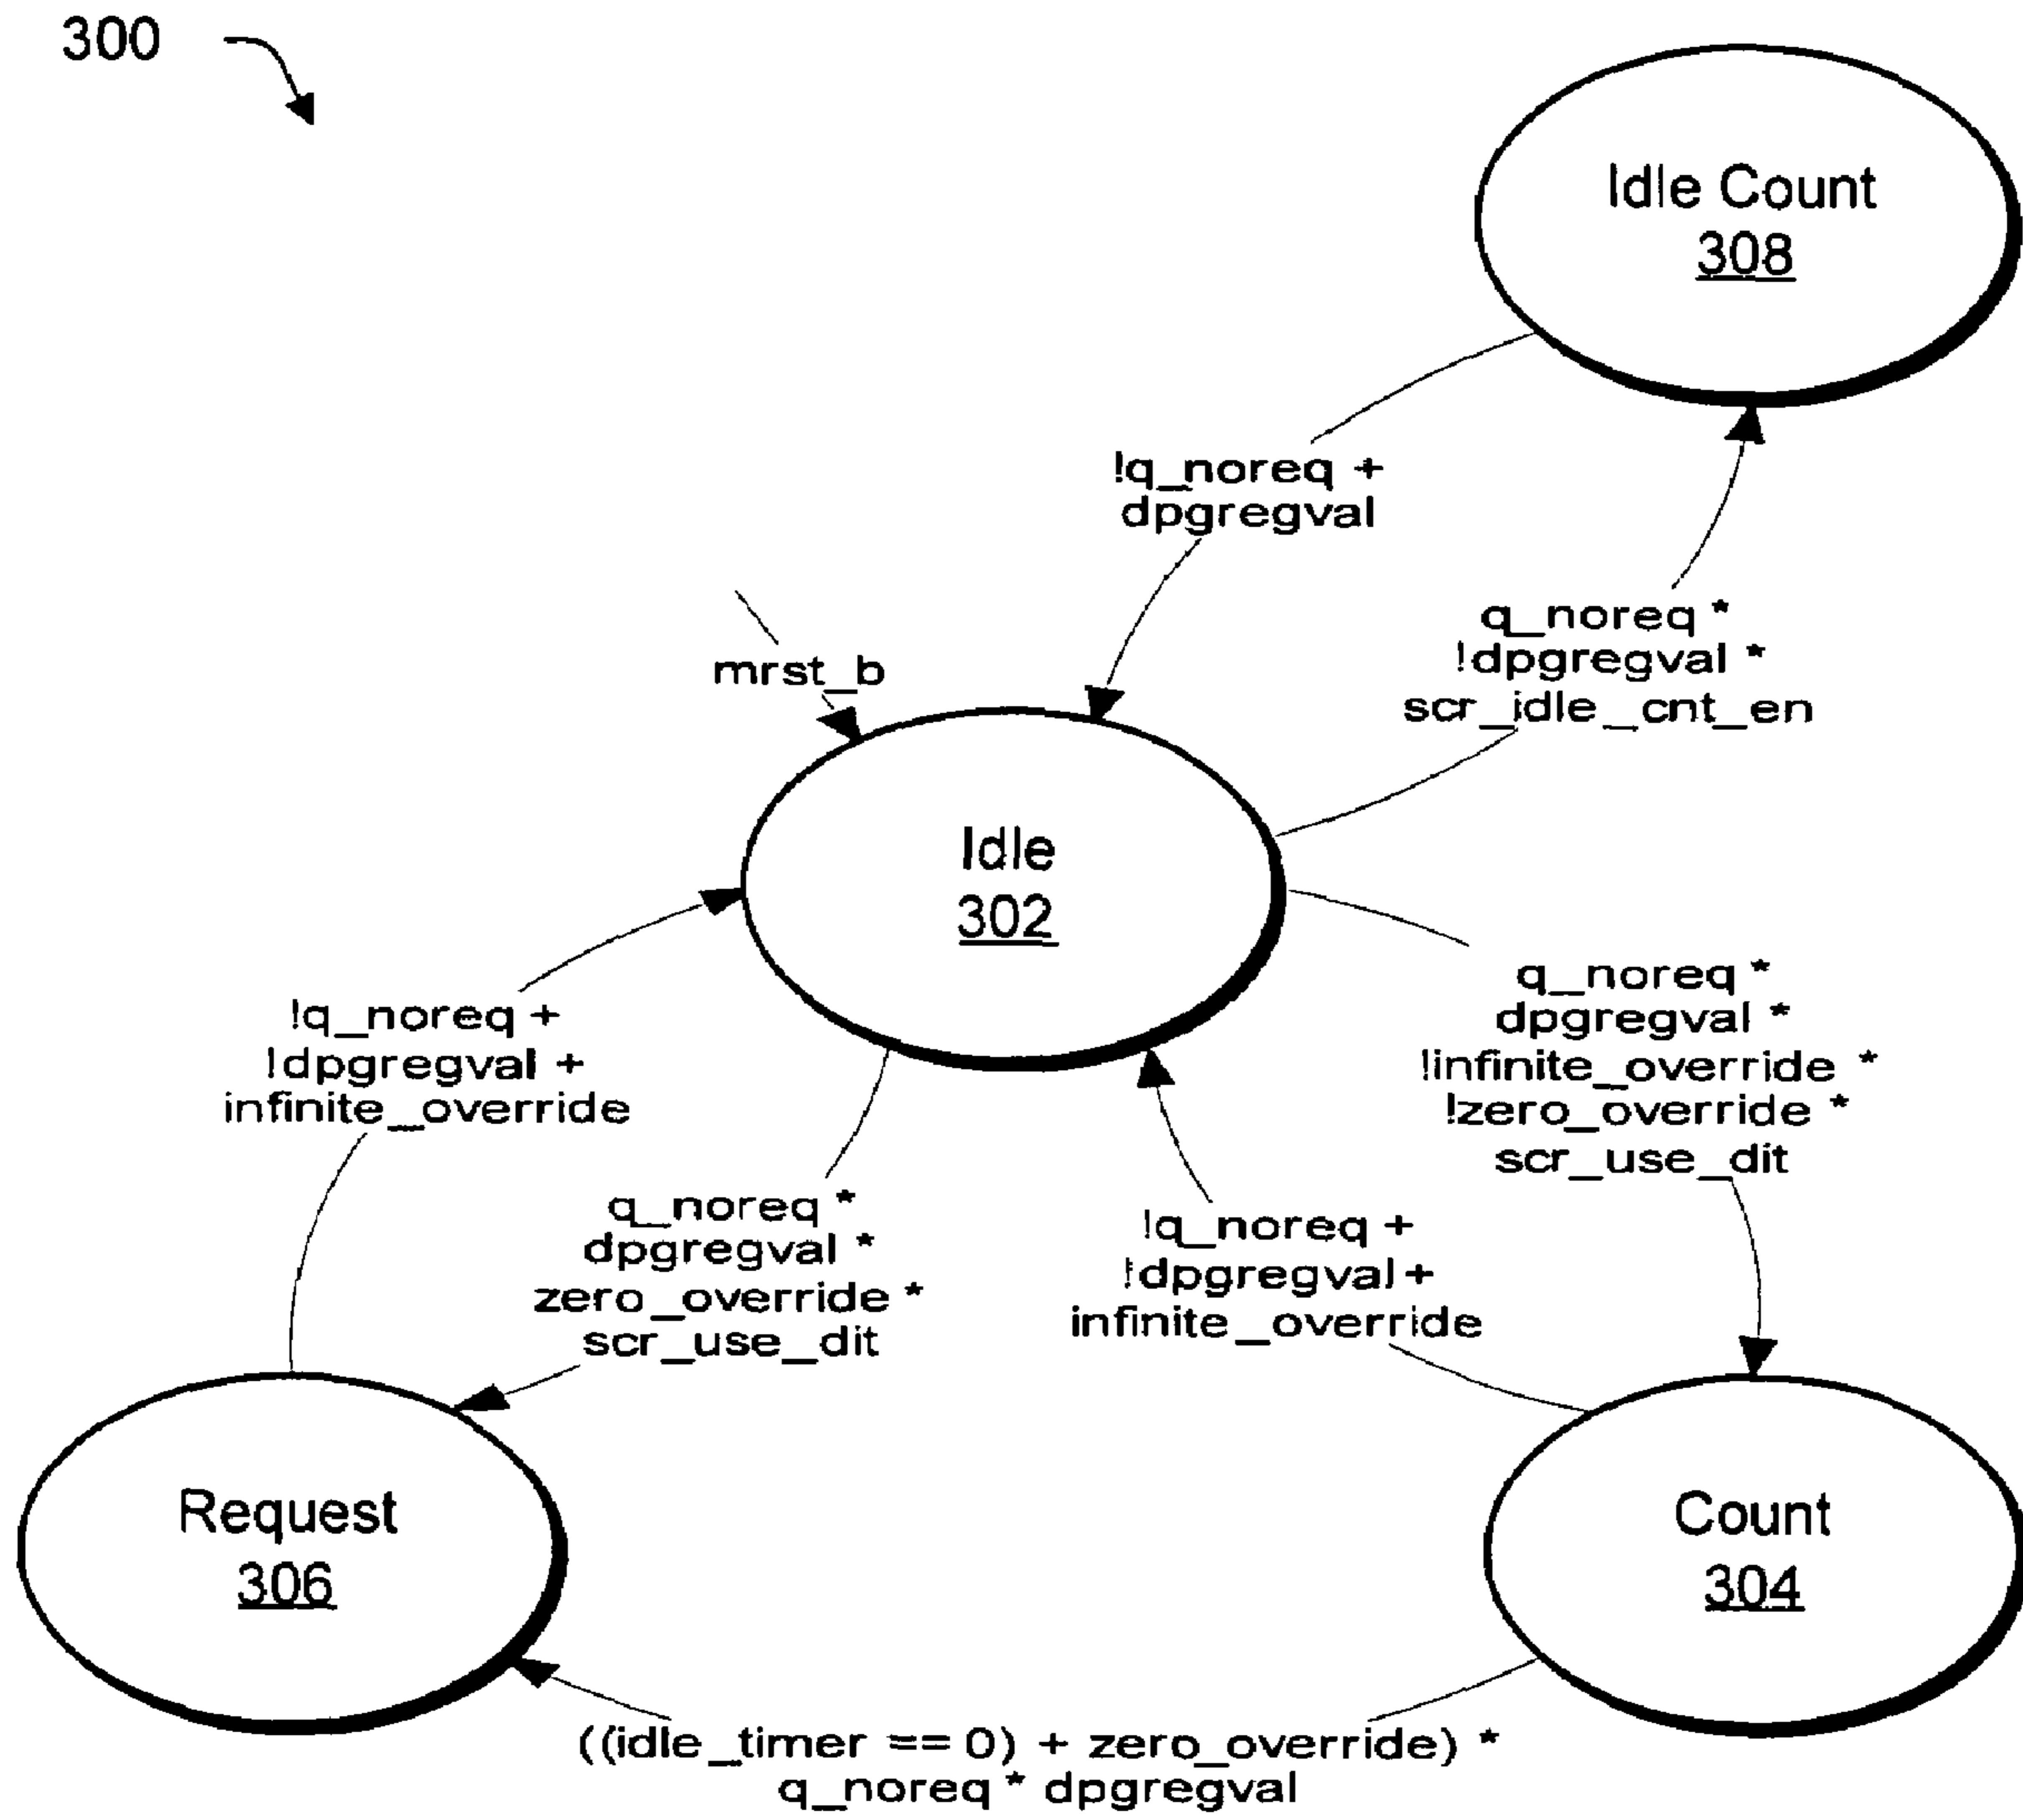 300
Idle Count
308
!q_noreq +
dpgregval
q_noreq *
!dpgregval *
scr_idle_cnt_en
mrst_b
Idle
302
!q_noreq +
!dpgregval +
infinite_override
q_noreq *
dpgregval *
!infinite_override *
!zero_override *
scr_use_dit
q_noreq *
dpgregval *
zero_override *
scr_use_dit
!q_noreq +
!dpgregval +
infinite_override
Request
306
Count
304
((idle_timer == 0) + zero_override) *
q_noreq * dpgregval